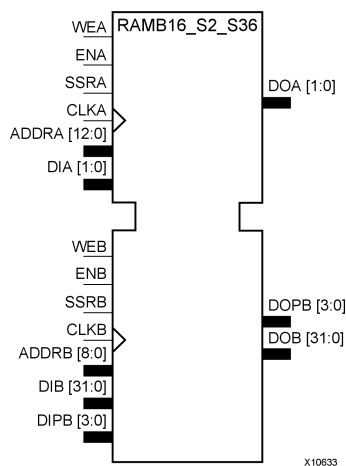 RAMB16_S2_S36
WEA
ENA
SSRA
CLKA
ADDRA [12:0]
DIA [1:0]
DOA [1:0]
WEB
ENB
SSRB
CLKB
ADDRB [8:0]
DIB [31:0]
DIPB [3:0]
DOPB [3:0]
DOB [31:0]
X10633